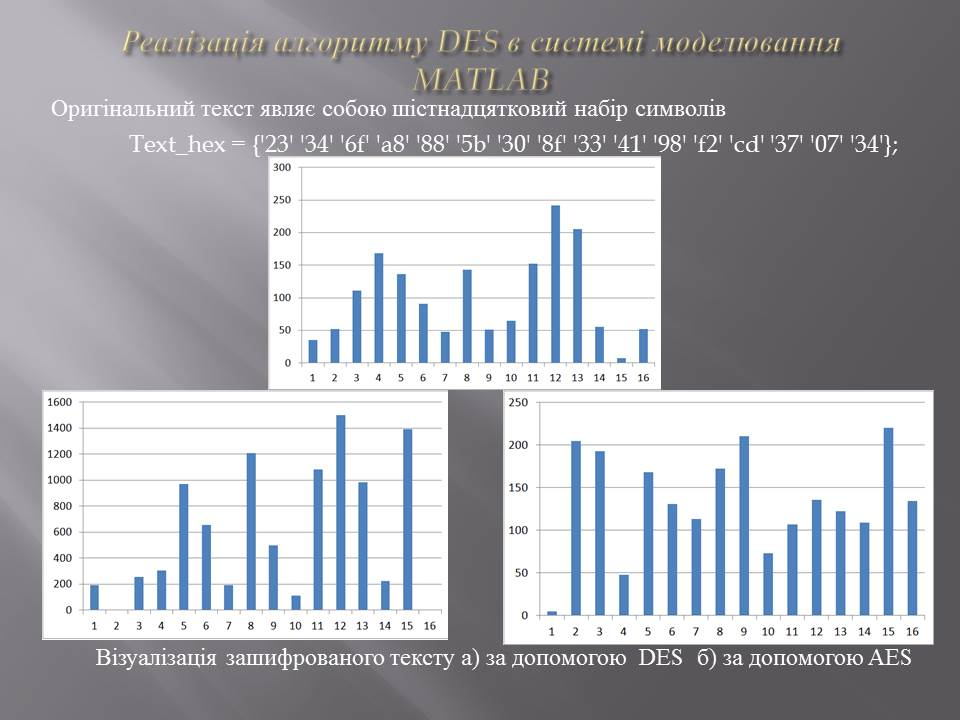 Реалізація алгоритму DES в системі моделювання
MATLAB
Оригінальний текст являє собою шістнадцятковий набір символів
Text_hex = {'23' '34' '6f' 'a8' '88' '5b' '30' '8f' '33' '41' '98' 'f2' 'cd' '37' '07' '34'};
300
250
200
150
100
50
0
1 2 3 4 5 6 7 8 9 10 11 12 13 14 15 16
1600
1400
1200
1000
800
600
400
200
0
1 2 3 4 5 6 7 8 9 10 11 12 13 14 15 16
250
200
150
100
50
0
1 2 3 4 5 6 7 8 9 10 11 12 13 14 15 16
Візуалізація зашифрованого тексту а) за допомогою DES б) за допомогою AES